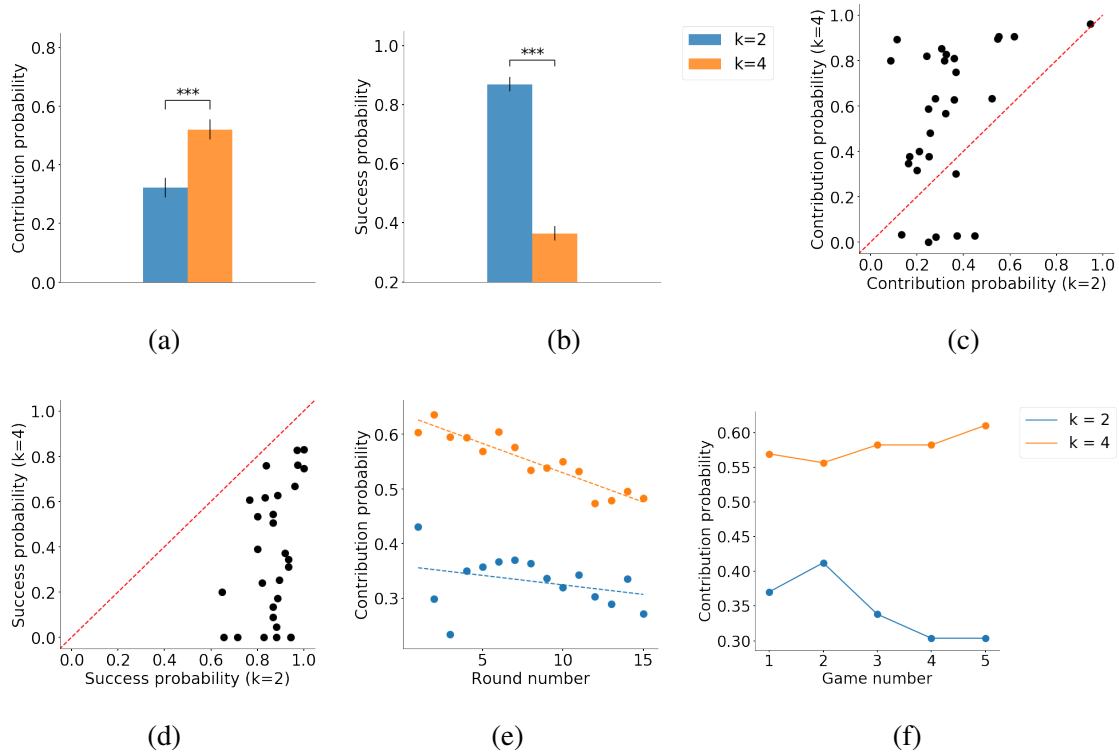 Contribution probability
0.8
0.6
0.4
0.2
0.0
***
(a)
Success probability
1.0
0.8
0.6
0.4
0.2
***
k=2
k=4
(b)
Contribution probability (k=4)
1.0
0.8
0.6
0.4
0.2
0.0
0.0 0.2 0.4 0.6 0.8 1.0
Contribution probability (k=2)
(c)
Success probability (k=4)
1.0
0.8
0.6
0.4
0.2
0.0
0.0 0.2 0.4 0.6 0.8 1.0
Success probability (k=2)
(d)
Contribution probability
0.6
0.5
0.4
0.3
5 10 15
Round number
(e)
Contribution probability
0.60
0.55
0.50
0.45
0.40
0.35
0.30
1 2 3 4 5
Game number
k = 2
k = 4
(f)